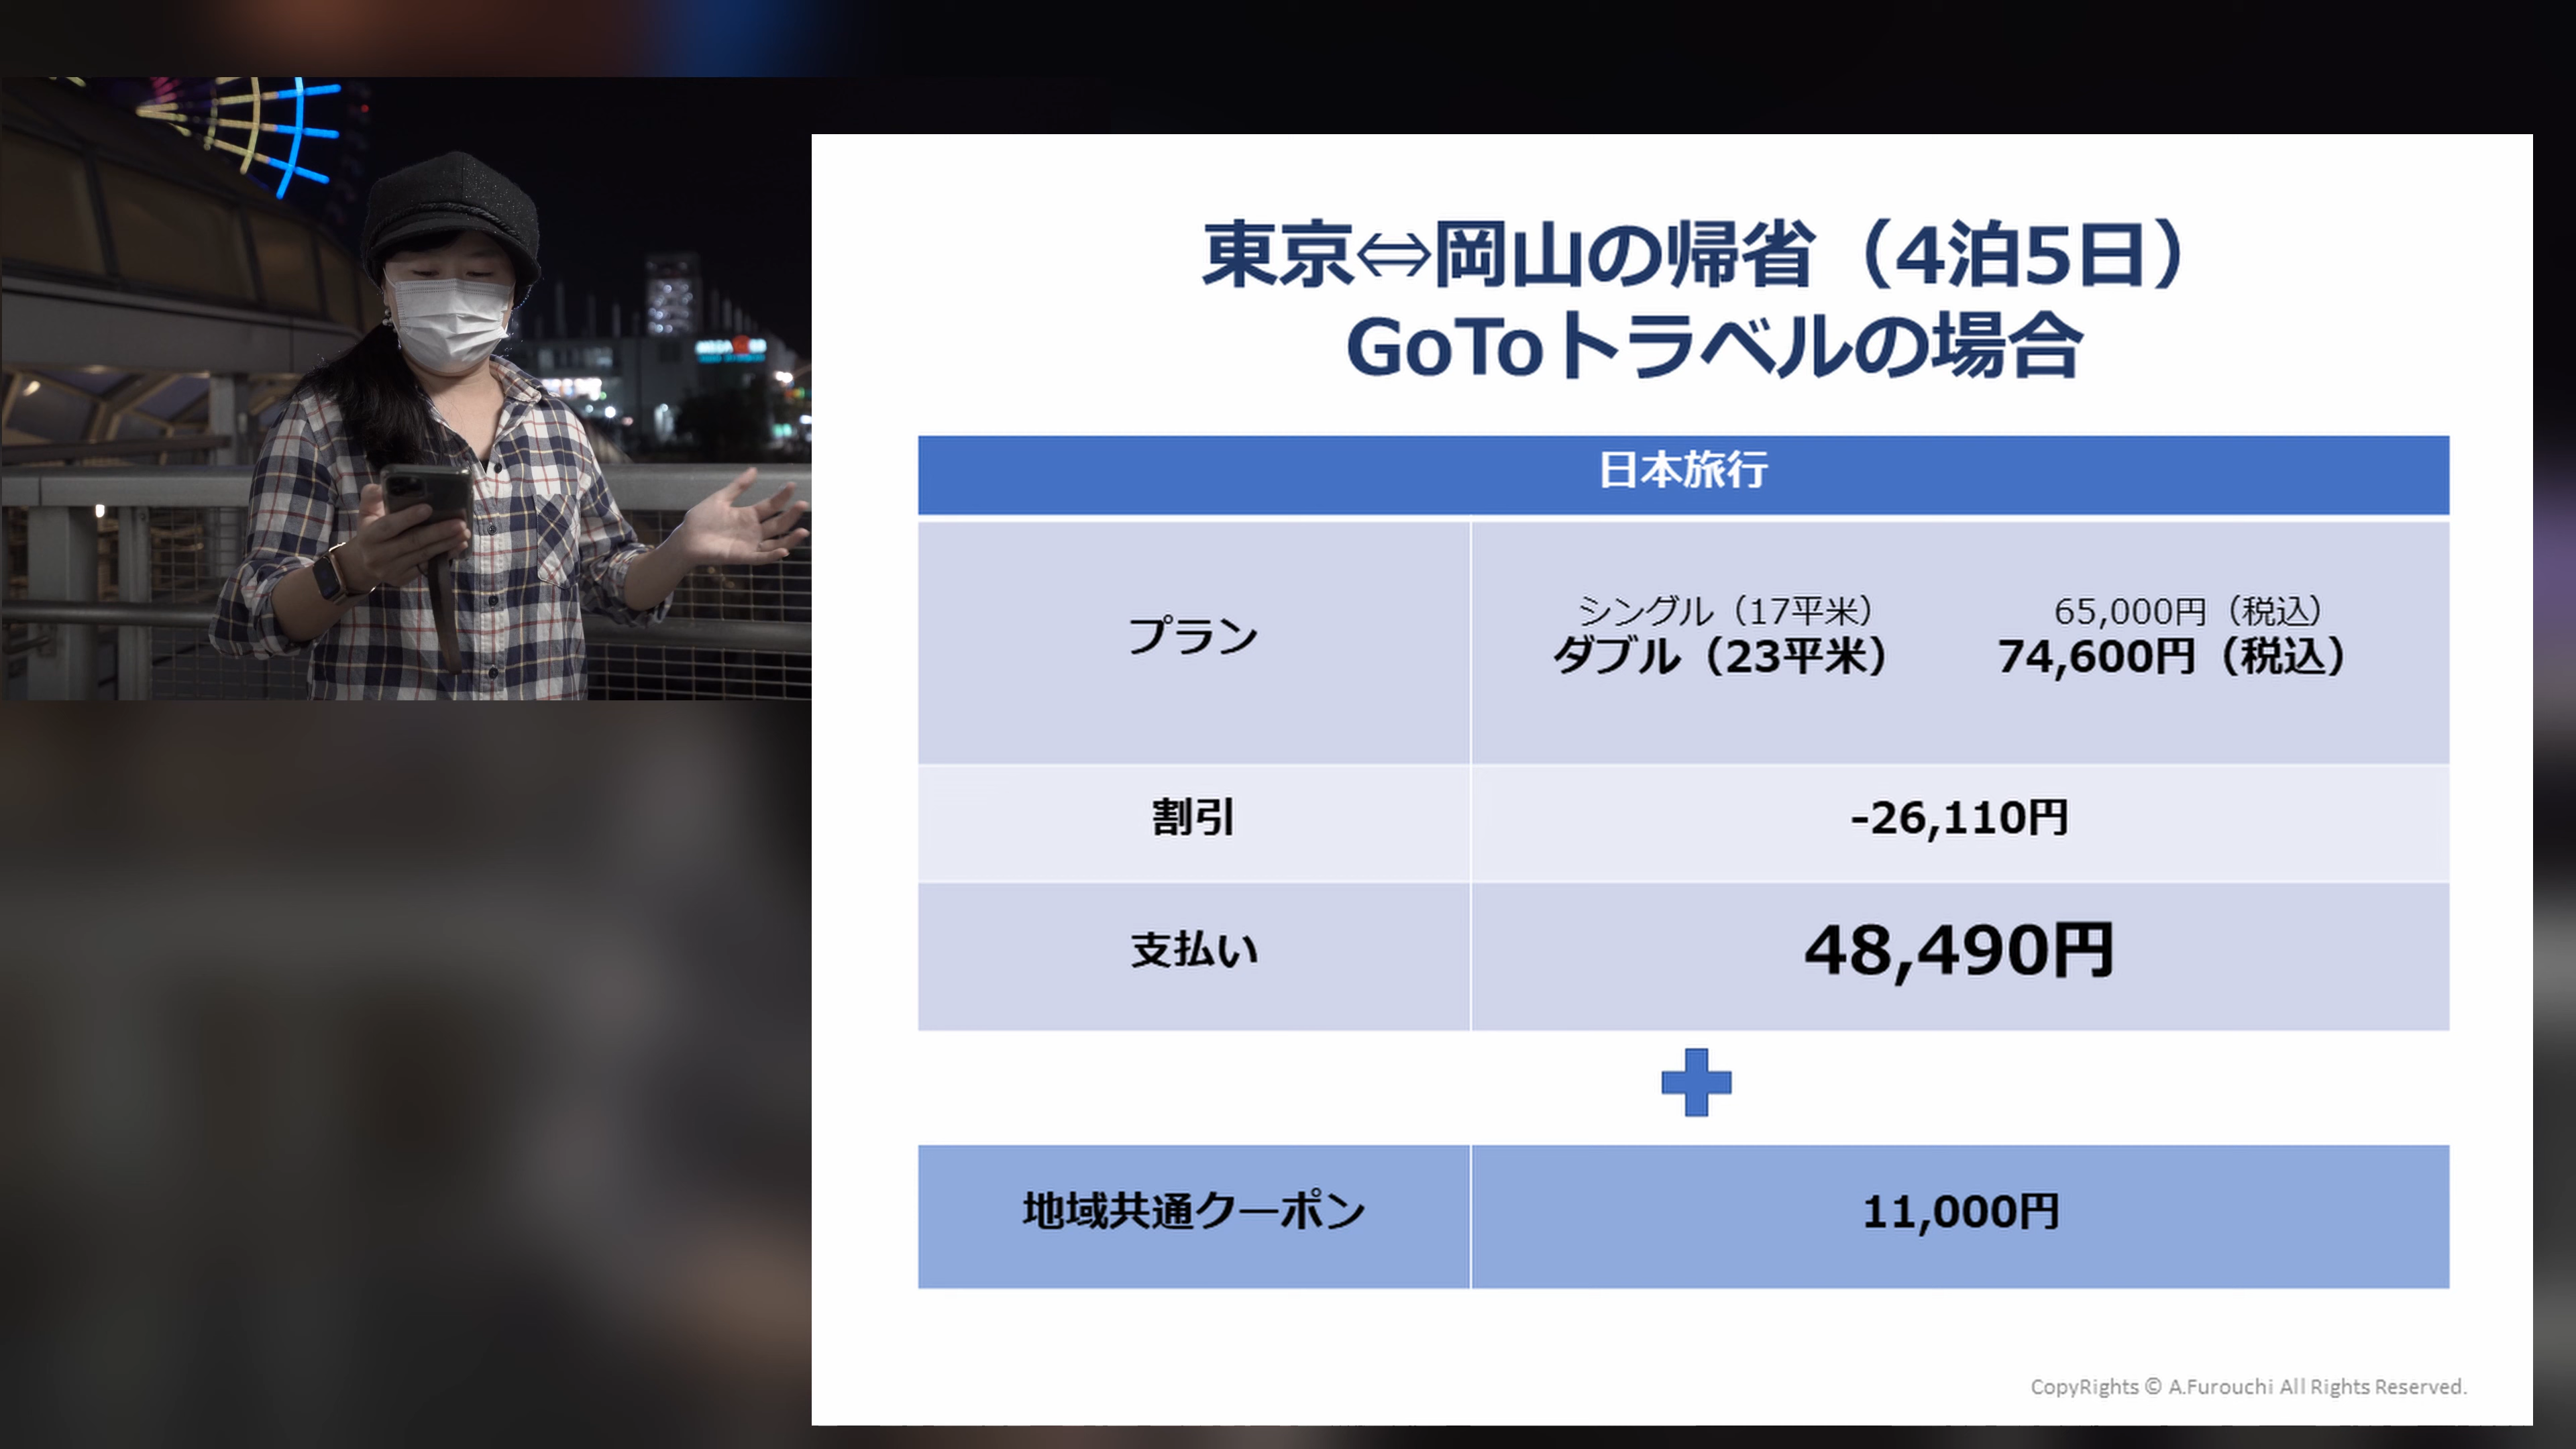 東京⇔岡山の帰省（4泊5日）
GoToトラベルの場合
日本旅行
プラン
シングル（17平米） 65,000円（税込）
ダブル（23平米） 74,600円（税込）
割引 -26,110円
支払い 48,490円
地域共通クーポン 11,000円
CopyRights © A.Furouchi All Rights Reserved.